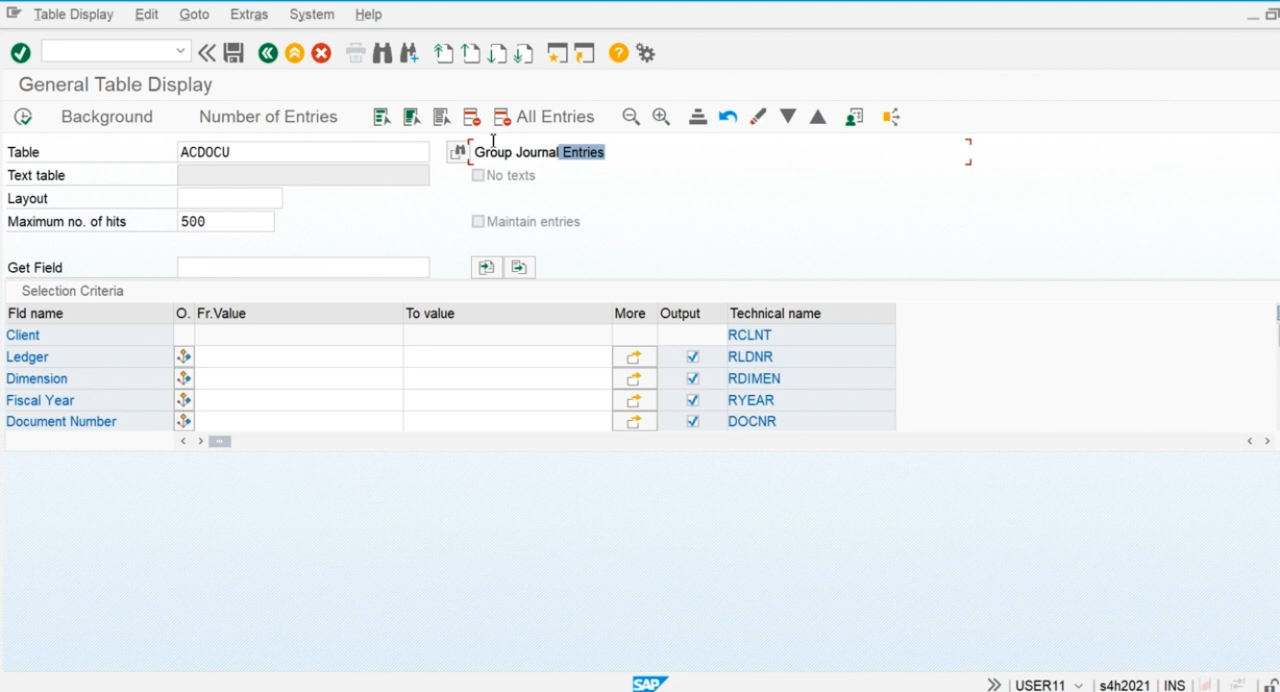 Table Display Edit Goto Extras System Help
General Table Display
Background Number of Entries All Entries
Table ACDOCU Group Journal Entries
Text table No texts
Layout
Maximum no. of hits 500 Maintain entries
Get Field
Selection Criteria
Fld name O. Fr.Value To value More Output Technical name
Client RCLNT
Ledger RLDNR
Dimension RDIMEN
Fiscal Year RYEAR
Document Number DOCNR
SAP USER11 s4h2021 INS